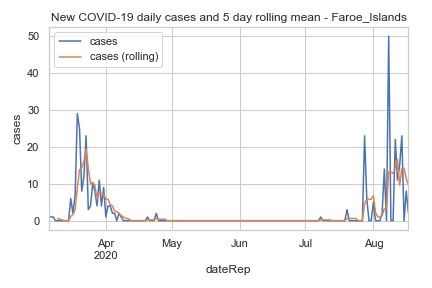 New COVID-19 daily cases and 5 day rolling mean - Faroe_Islands
cases
cases (rolling)
50
40
30
20
10
0
cases
Apr
2020
May
Jun
Jul
Aug
dateRep